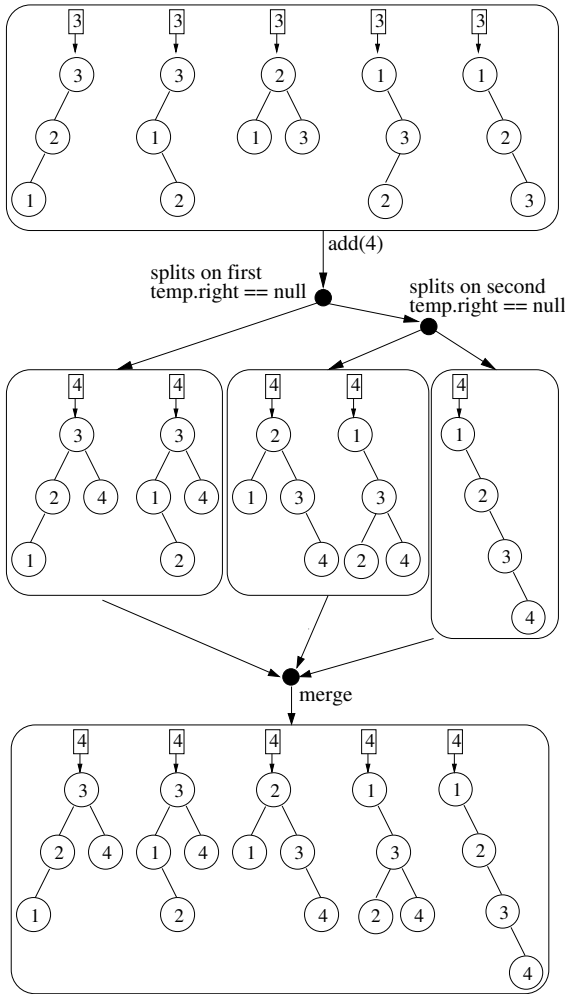 3 3 3 3 3
3 3 2 1 1
2 1 1 3 3 2
1 2 2 3
add(4)
splits on first
temp.right == null
splits on second
temp.right == null
4 4 4 4 4
3 3 2 1 1
2 4 1 4 1 3 3 2
1 2 4 2 4 3
4
merge
4 4 4 4 4
3 3 2 1 1
2 4 1 4 1 3 3 2
1 2 4 2 4 3
4